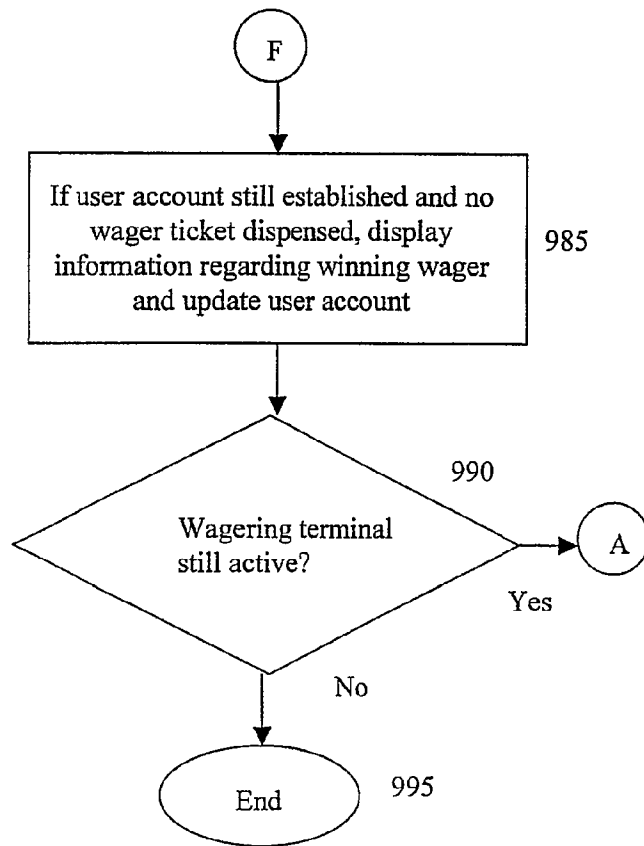 F
If user account still established and no
wager ticket dispensed, display
information regarding winning wager
and update user account
985
990
Wagering terminal
still active?
A
Yes
No
End
995